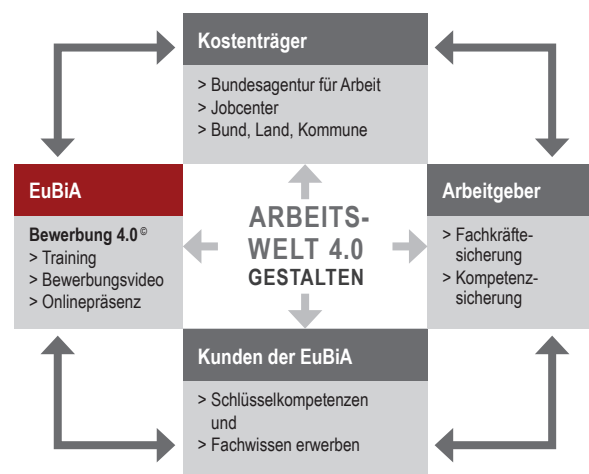 Kostenträger
> Bundesagentur für Arbeit
> Jobcenter
> Bund, Land, Kommune
EuBiA
Bewerbung 4.0©
> Training
> Bewerbungsvideo
> Onlinepräsenz
ARBEITS-
WELT 4.0
GESTALTEN
Arbeitgeber
> Fachkräfte-
sicherung
> Kompetenz-
sicherung
Kunden der EuBiA
> Schlüsselkompetenzen
und
> Fachwissen erwerben